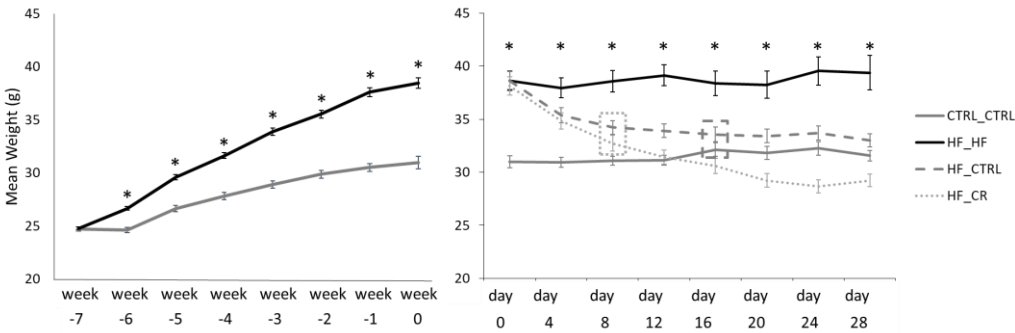 Mean Weight (g)
45
40
35
30
25
20
* * * * * * *
week week week week week week week week
-7 -6 -5 -4 -3 -2 -1 0
45
40
35
30
25
20
* * * * * * * *
day day day day day day day day
0 4 8 12 16 20 24 28
CTRL_CTRL
HF_HF
HF_CTRL
HF_CR